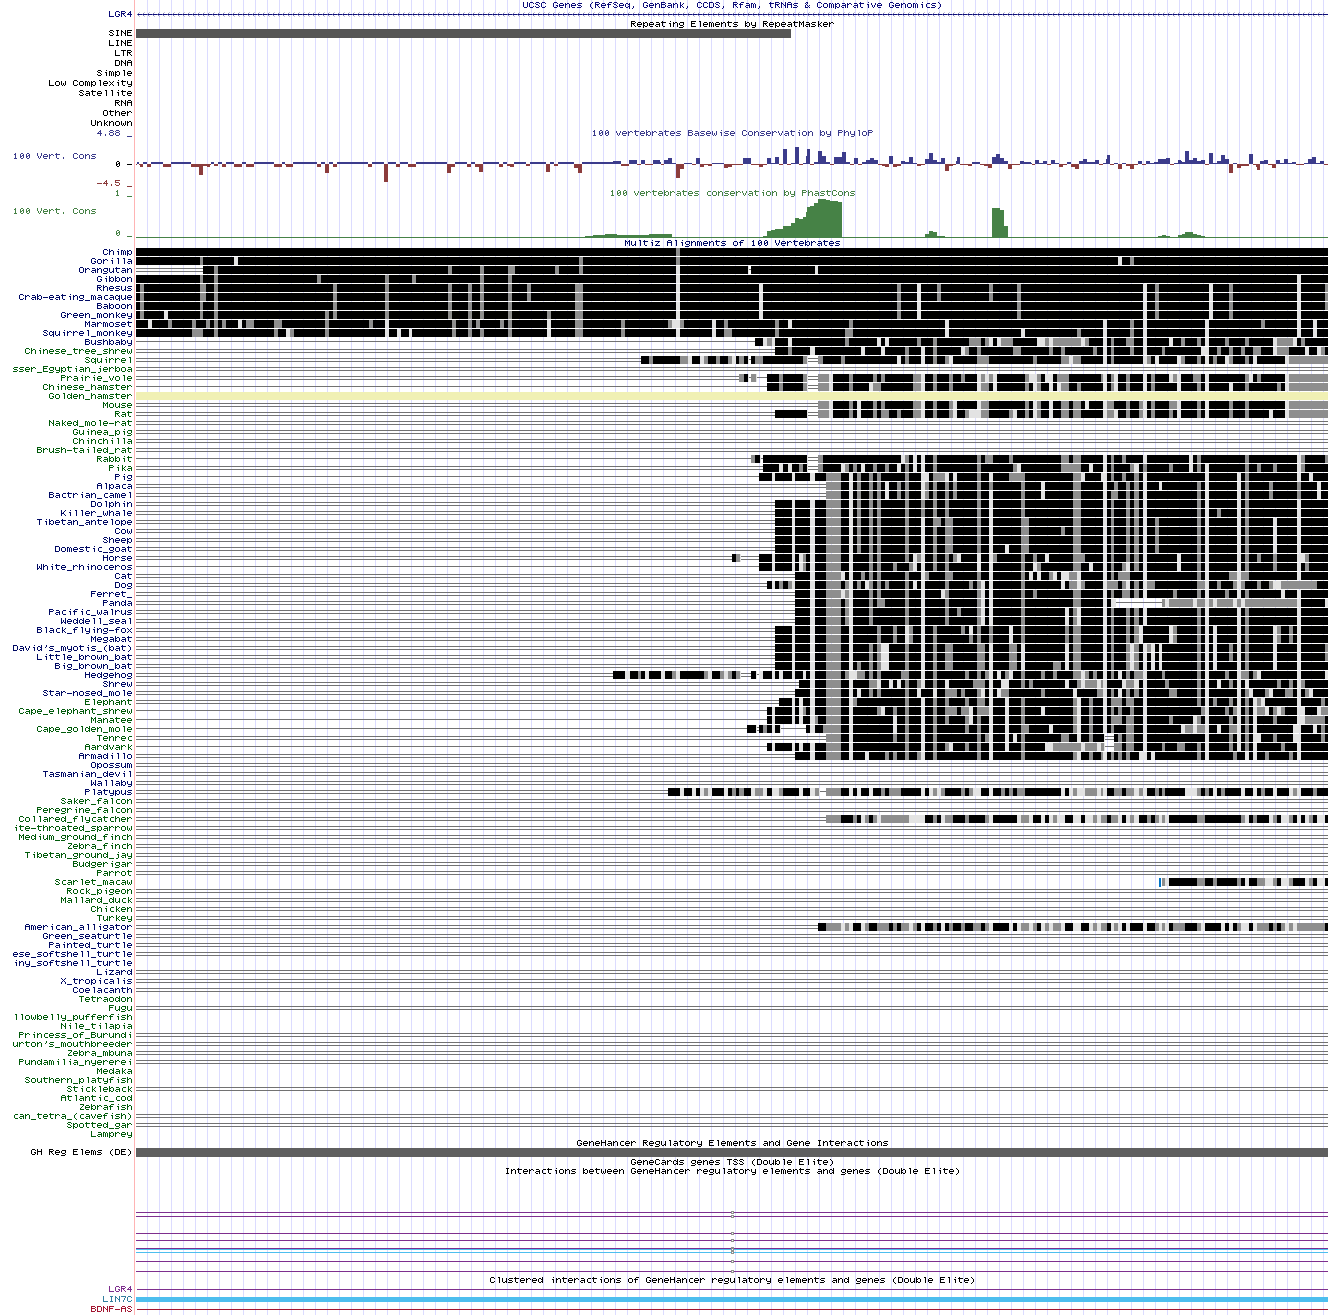 UCSC Genes (RefSeq, GenBank, CCDS, Rfam, tRNAs & Comparative Genomics)
LGR4
Repeating Elements by RepeatMasker
SINE
LINE
LTR
DNA
Simple
Low Complexity
Satellite
RNA
Other
Unknown
4.88 _
100 vertebrates Basewise Conservation by PhyloP
100 Vert. Cons
0 _
-4.5 _
1 _
100 vertebrates conservation by PhastCons
100 Vert. Cons
0 _
Multiz Alignments of 100 Vertebrates
Chimp
Gorilla
Orangutan
Gibbon
Rhesus
Crab-eating_macaque
Baboon
Green_monkey
Marmoset
Squirrel_monkey
Bushbaby
Chinese_tree_shrew
Squirrel
sser_Egyptian_jerboa
Prairie_vole
Chinese_hamster
Golden_hamster
Mouse
Rat
Naked_mole-rat
Guinea_pig
Chinchilla
Brush-tailed_rat
Rabbit
Pika
Pig
Alpaca
Bactrian_camel
Dolphin
Killer_whale
Tibetan_antelope
Cow
Sheep
Domestic_goat
Horse
White_rhinoceros
Cat
Dog
Ferret_
Panda
Pacific_walrus
Weddell_seal
Black_flying-fox
Megabat
David's_myotis_(bat)
Little_brown_bat
Big_brown_bat
Hedgehog
Shrew
Star-nosed_mole
Elephant
Cape_elephant_shrew
Manatee
Cape_golden_mole
Tenrec
Aardvark
Armadillo
Opossum
Tasmanian_devil
Wallaby
Platypus
Saker_falcon
Peregrine_falcon
Collared_flycatcher
ite-throated_sparrow
Medium_ground_finch
Zebra_finch
Tibetan_ground_jay
Budgerigar
Parrot
Scarlet_macaw
Rock_pigeon
Mallard_duck
Chicken
Turkey
American_alligator
Green_seaturtle
Painted_turtle
ese_softshell_turtle
iny_softshell_turtle
Lizard
X_tropicalis
Coelacanth
Tetraodon
Fugu
llowbelly_pufferfish
Nile_tilapia
Princess_of_Burundi
urton's_mouthbreeder
Zebra_mbuna
Pundamilia_nyererei
Medaka
Southern_platyfish
Stickleback
Atlantic_cod
Zebrafish
can_tetra_(cavefish)
Spotted_gar
Lamprey
GeneHancer Regulatory Elements and Gene Interactions
GH Reg Elems (DE)
GeneCards genes TSS (Double Elite)
Interactions between GeneHancer regulatory elements and genes (Double Elite)
Clustered interactions of GeneHancer regulatory elements and genes (Double Elite)
LGR4
LIN7C
BDNF-AS